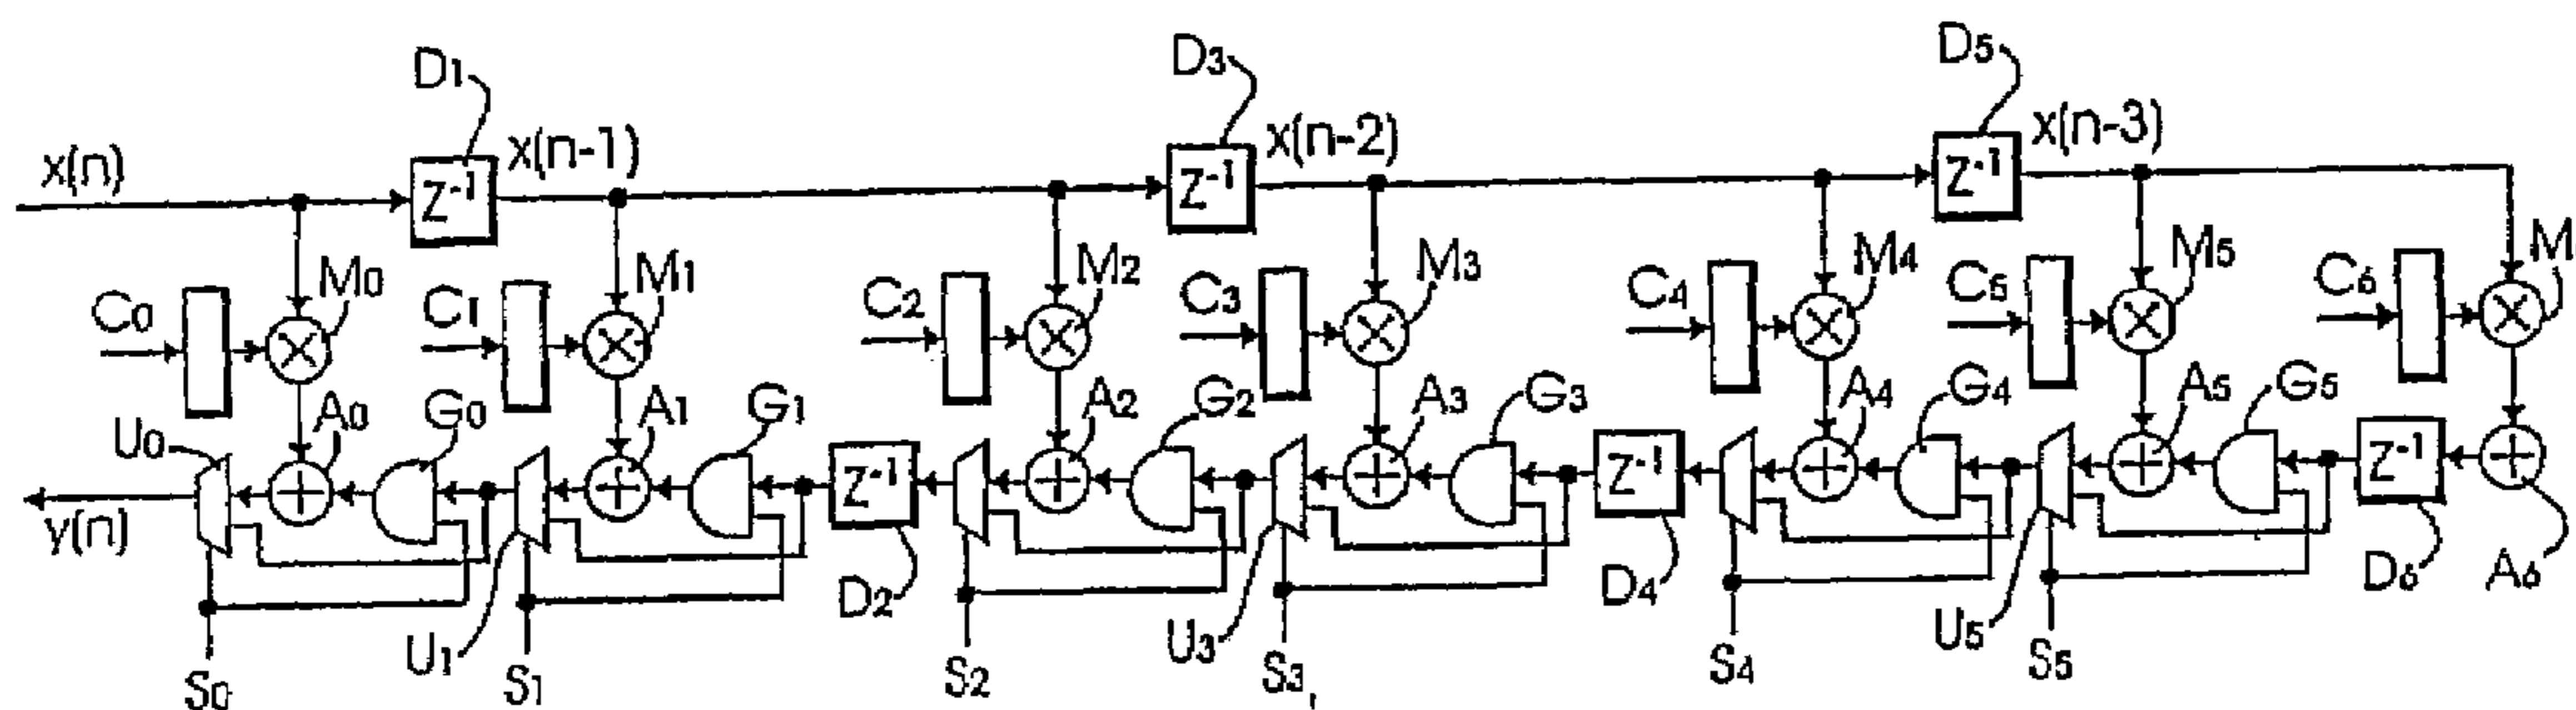 D1 D3 D5
x(n) Z-1 x(n-1) Z-1 x(n-2) Z-1 x(n-3)
C0 M0 C1 M1 C2 M2 C3 M3 C4 M4 C5 M5 C6 M
U0 A0 G0 A1 G1 A2 G2 A3 G3 A4 G4 A5 G5
Z-1 Z-1 Z-1
y(n) D2 D4 D6 A6
U1 U3 U5
S0 S1 S2 S3 S4 S5